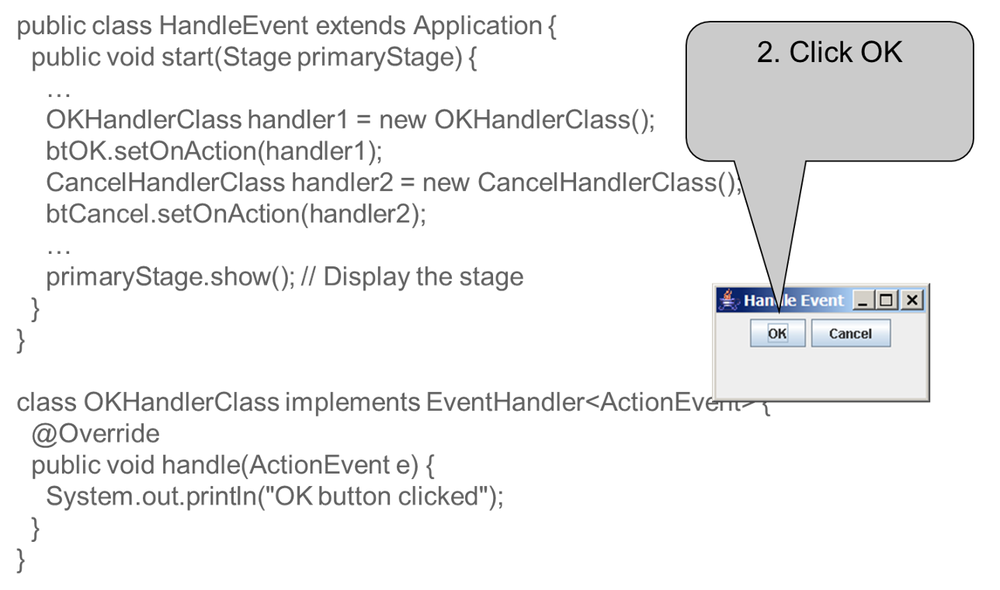 public class HandleEvent extends Application {
public void start(Stage primaryStage) {
…
OKHandlerClass handler1 = new OKHandlerClass();
btOK.setOnAction(handler1);
CancelHandlerClass handler2 = new CancelHandlerClass();
btCancel.setOnAction(handler2);
…
primaryStage.show(); // Display the stage
}
}
class OKHandlerClass implements EventHandler<ActionEvent> {
@Override
public void handle(ActionEvent e) {
System.out.println("OK button clicked");
}
}
2. Click OK
Handle Event
OK Cancel